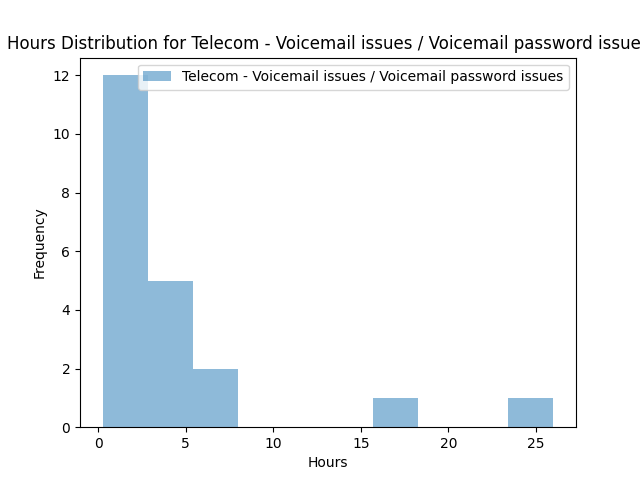 Hours Distribution for Telecom - Voicemail issues / Voicemail password issue
Telecom - Voicemail issues / Voicemail password issues
12
10
8
6
4
2
0
Frequency
0 5 10 15 20 25
Hours